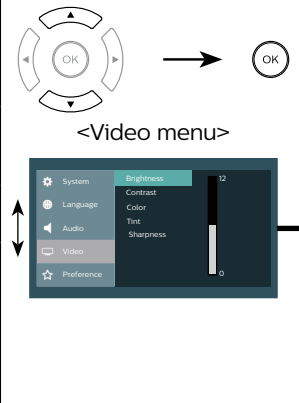 OK
OK
<Video menu>
System
Language
Audio
Video
Preference
Brightness
Contrast
Color
Tint
Sharpness
12
0